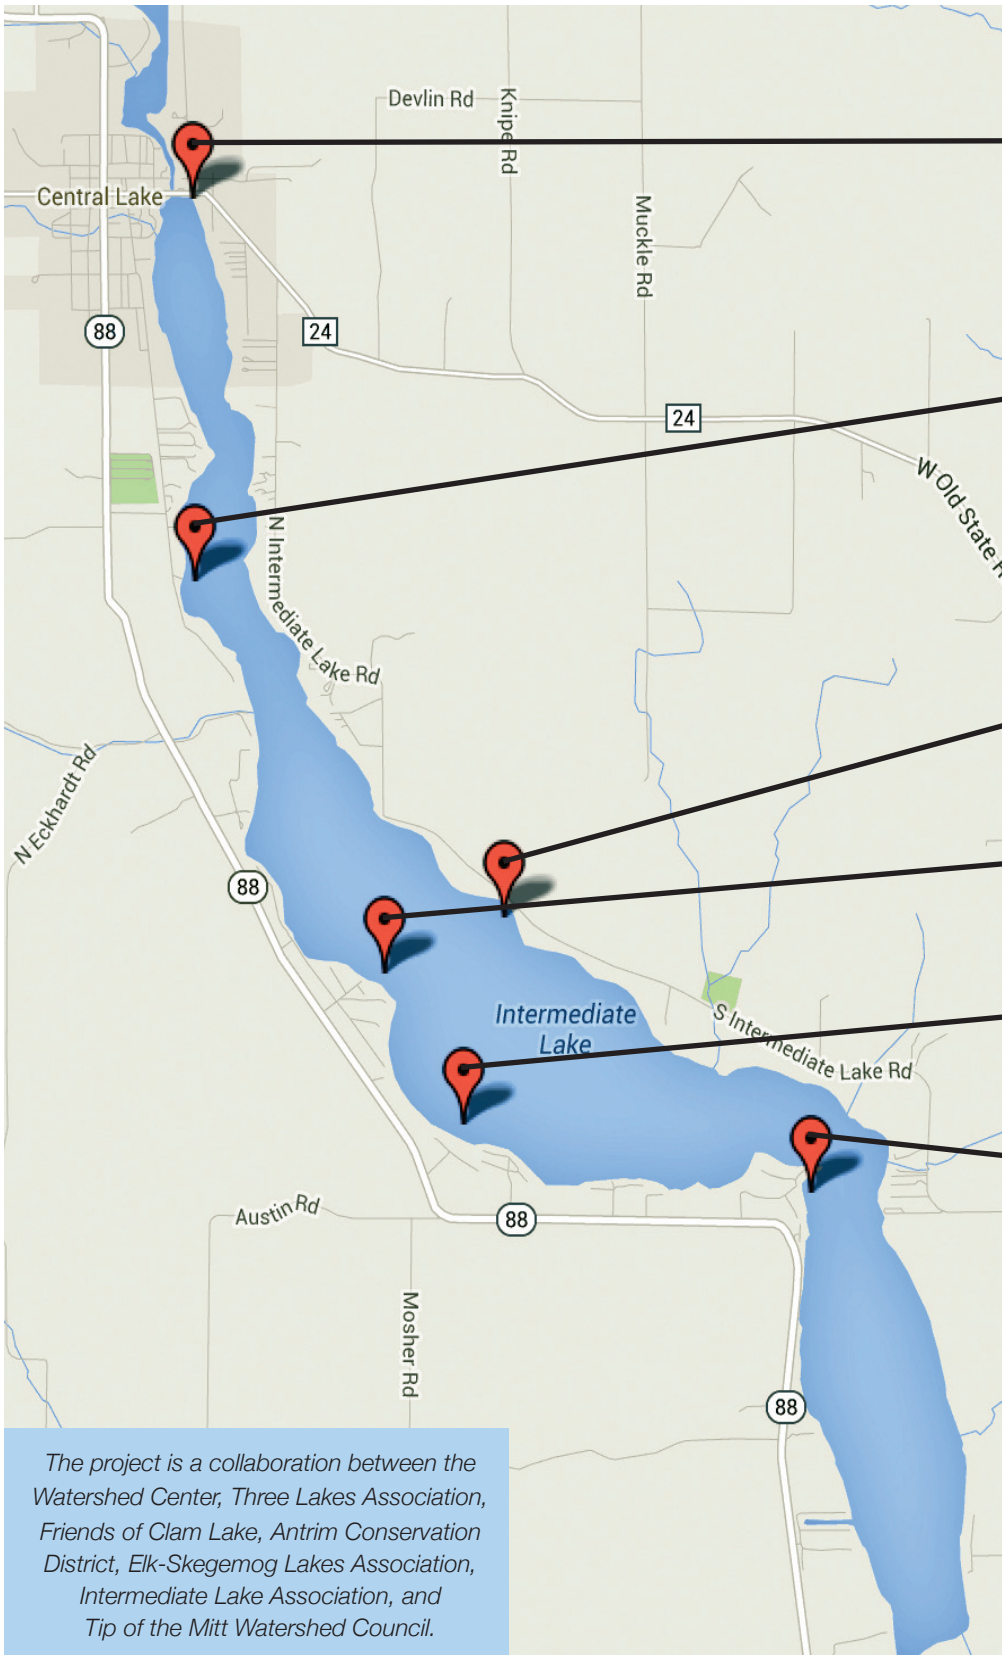 Devlin Rd
Knipe Rd
Central Lake
Muckle Rd
88
24
24
W Old State R
N Intermediate Lake Rd
N Eckhardt Rd
88
Intermediate
Lake
S Intermediate Lake Rd
Austin Rd
88
Mosher Rd
88
The project is a collaboration between the
Watershed Center, Three Lakes Association,
Friends of Clam Lake, Antrim Conservation
District, Elk-Skegemog Lakes Association,
Intermediate Lake Association, and
Tip of the Mitt Watershed Council.